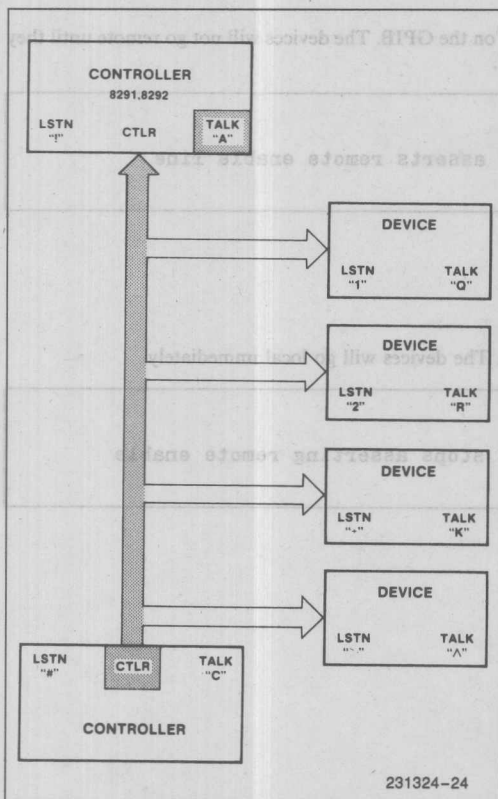 on the GPIB. The devices will not go remote until they
CONTROLLER
8291,8292
LSTN CTLR TALK
"!" "A"
asserts remote enable line
DEVICE
LSTN TALK
"1" "Q"
DEVICE
The devices will go local immediately
LSTN TALK
"2" "R"
stops asserting remote enable
DEVICE
LSTN TALK
"+" "K"
DEVICE
LSTN TALK
"^"
LSTN CTLR TALK
"#" "C"
CONTROLLER
231324-24